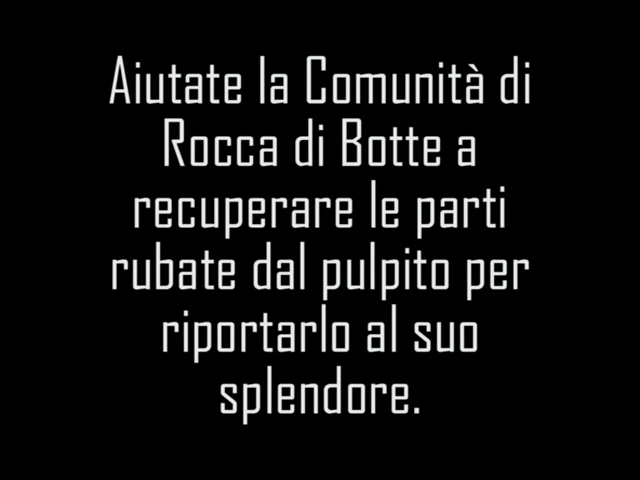 Aiutate la Comunità di
Rocca di Botte a
recuperare le parti
rubate dal pulpito per
riportarlo al suo
splendore.